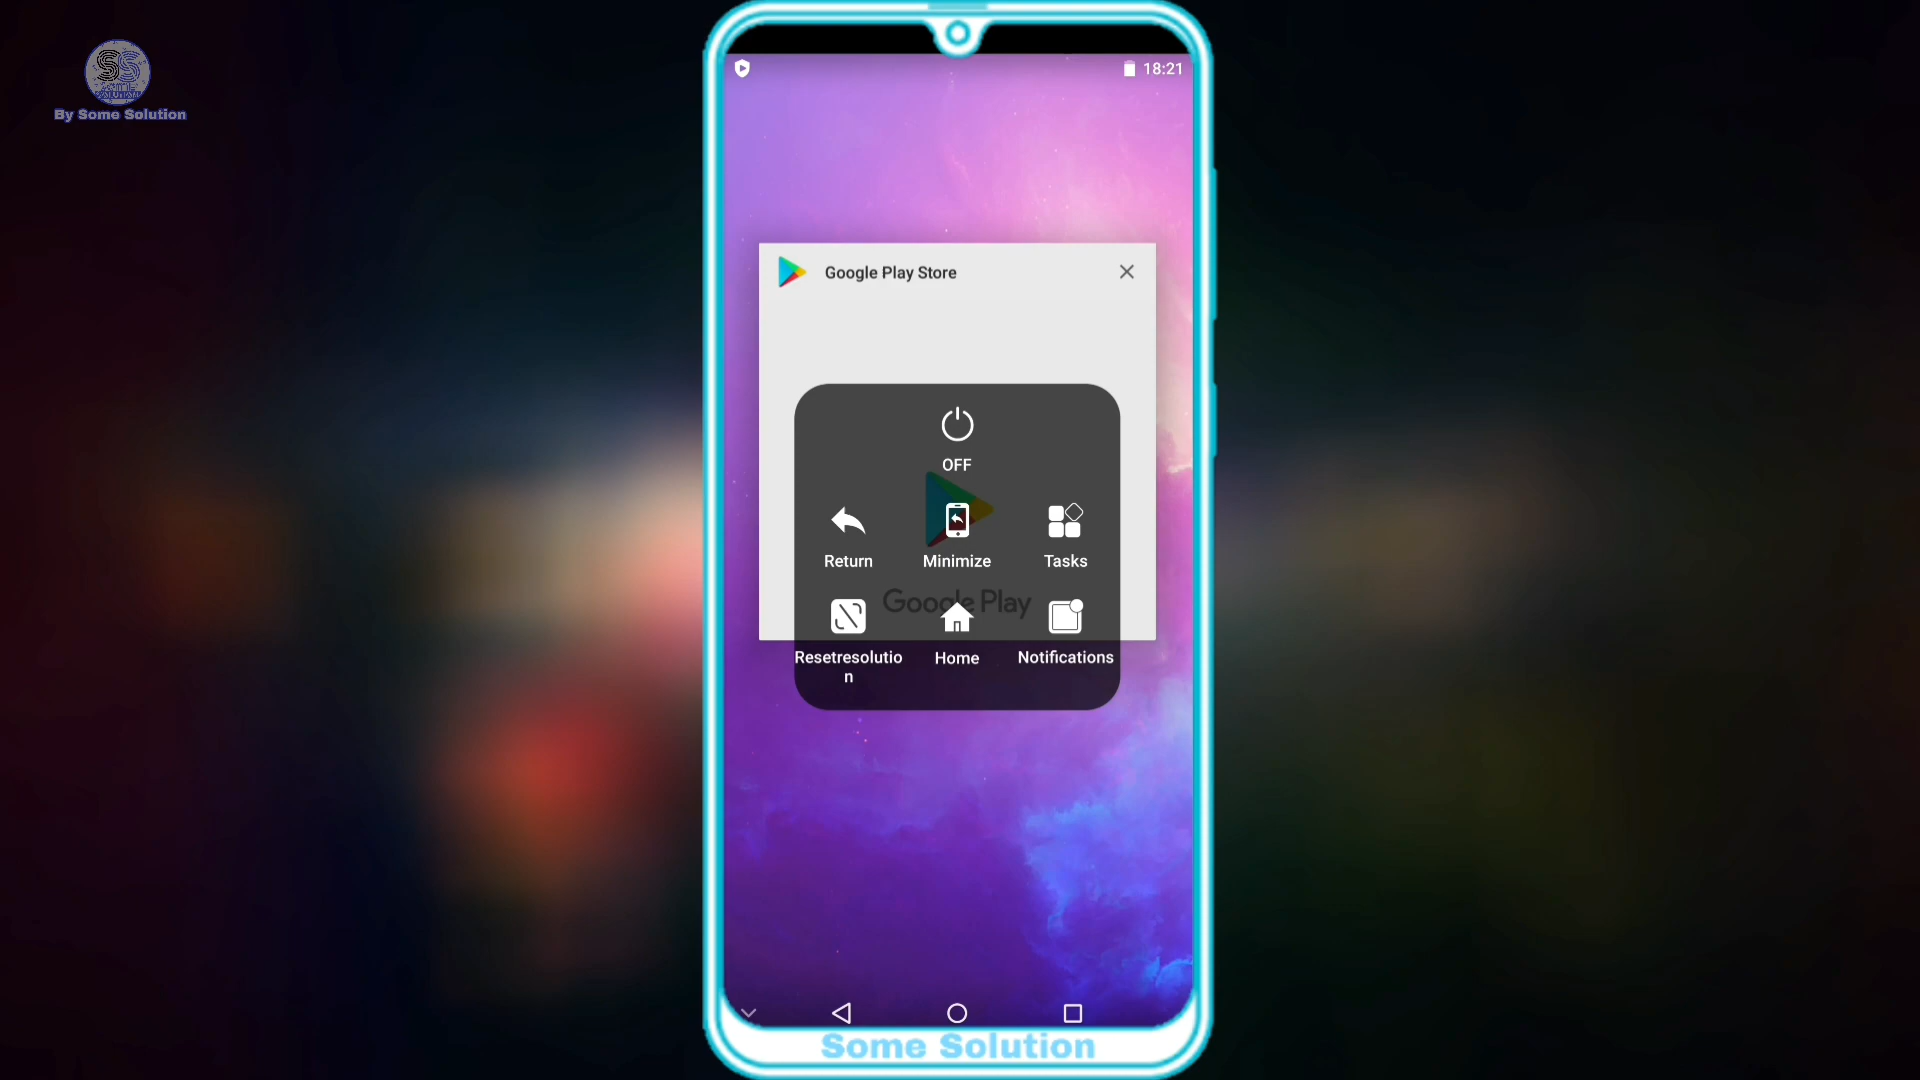 SS
By Some Solution
18:21
Google Play Store
OFF
Return
Minimize
Tasks
Google Play
Resetresolutio
n
Home
Notifications
Some Solution